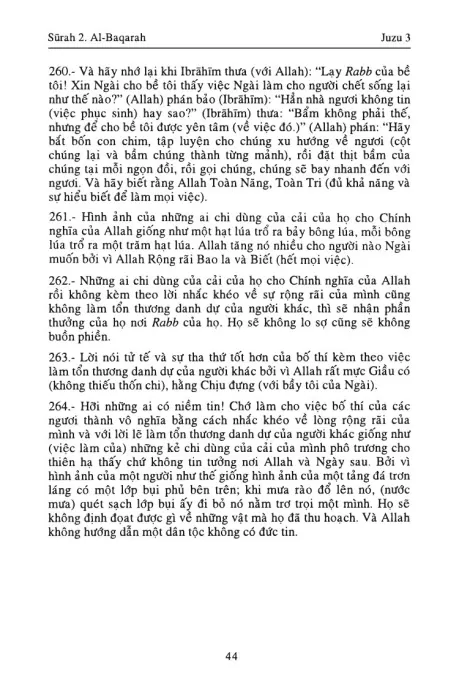 Sūrah 2. Al-Baqarah Juzu 3
260.- Và hãy nhớ lại khi Ibrāhīm thưa (với Allah): “Lạy Rabb của bề
tôi! Xin Ngài cho bề tôi thấy việc Ngài làm cho người chết sống lại
như thế nào?” (Allah) phán bảo (Ibrāhīm): “Hẳn nhà ngươi không tin
(việc phục sinh) hay sao?” (Ibrāhīm) thưa: “Bẩm không phải thế,
nhưng để cho bề tôi được yên tâm (về việc đó.)” (Allah) phán: “Hãy
bắt bốn con chim, tập luyện cho chúng xu hướng về ngươi (cột
chúng lại và bầm chúng thành từng mảnh), rồi đặt thịt bầm của
chúng tại mỗi ngọn đồi, rồi gọi chúng, chúng sẽ bay nhanh đến với
ngươi. Và hãy biết rằng Allah Toàn Năng, Toàn Tri (đủ khả năng và
sự hiểu biết để làm mọi việc).
261.- Hình ảnh của những ai chi dùng của cải của họ cho Chính
nghĩa của Allah giống như một hạt lúa trổ ra bảy bông lúa, mỗi bông
lúa trổ ra một trăm hạt lúa. Allah tăng nó nhiều cho người nào Ngài
muốn bởi vì Allah Rộng rãi Bao la và Biết (hết mọi việc).
262.- Những ai chi dùng của cải của họ cho Chính nghĩa của Allah
rồi không kèm theo lời nhắc khéo về sự rộng rãi của mình cũng
không làm tổn thương danh dự của người khác, thì sẽ nhận phần
thưởng của họ nơi Rabb của họ. Họ sẽ không lo sợ cũng sẽ không
buồn phiền.
263.- Lời nói tử tế và sự tha thứ tốt hơn của bố thí kèm theo việc
làm tổn thương danh dự của người khác bởi vì Allah rất mực Giầu có
(không thiếu thốn chi), hằng Chịu đựng (với bầy tôi của Ngài).
264.- Hỡi những ai có niềm tin! Chớ làm cho việc bố thí của các
ngươi thành vô nghĩa bằng cách nhắc khéo về lòng rộng rãi của
mình và với lời lẽ làm tổn thương danh dự của người khác giống như
(việc làm của) những kẻ chi dùng của cải của mình phô trương cho
thiên hạ thấy chứ không tin tưởng nơi Allah và Ngày sau. Bởi vì
hình ảnh của một người như thế giống hình ảnh của một tảng đá trơn
láng có một lớp bụi phủ bên trên; khi mưa rào đổ lên nó, (nước
mưa) quét sạch lớp bụi ấy đi bỏ nó nằm trơ trọi một mình. Họ sẽ
không định đoạt được gì về những vật mà họ đã thu hoạch. Và Allah
không hướng dẫn một dân tộc không có đức tin.
44